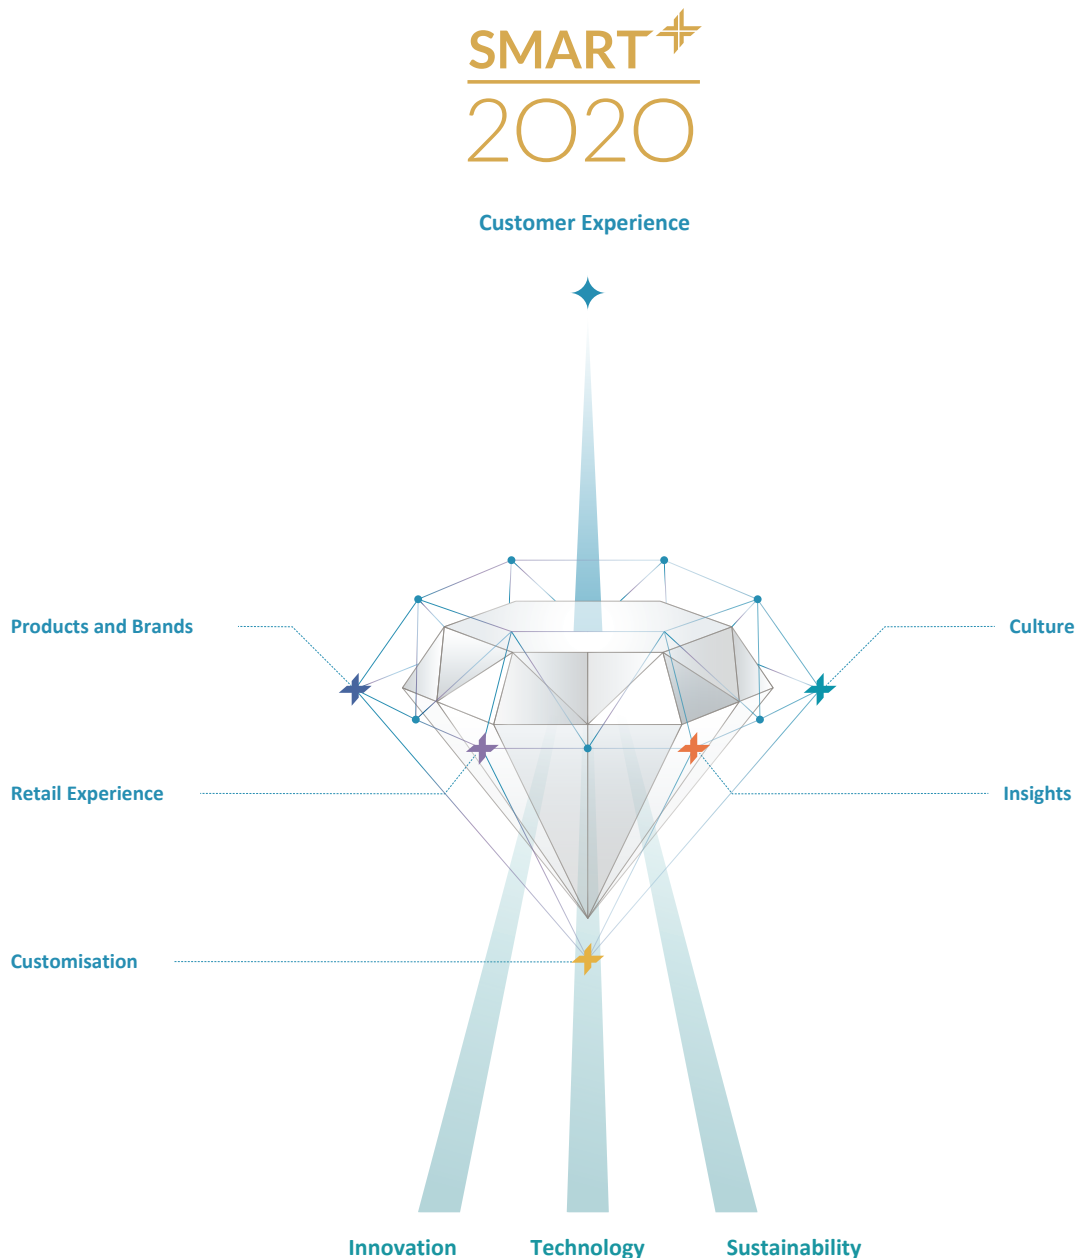 SMART+
2020
Customer Experience
Products and Brands
Culture
Retail Experience
Insights
Customisation
Innovation
Technology
Sustainability